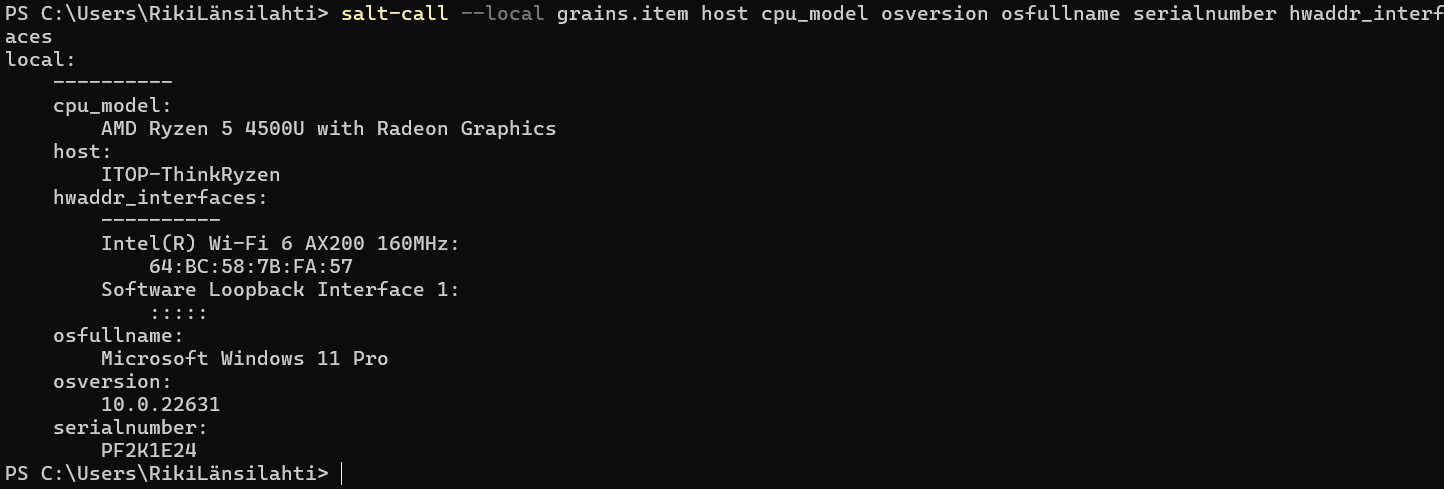 PS C:\Users\RikiLänsilahti> salt-call --local grains.item host cpu_model osversion osfullname serialnumber hwaddr_interf
aces
local:
    ----------
    cpu_model:
        AMD Ryzen 5 4500U with Radeon Graphics
    host:
        ITOP-ThinkRyzen
    hwaddr_interfaces:
        ----------
        Intel(R) Wi-Fi 6 AX200 160MHz:
            64:BC:58:7B:FA:57
        Software Loopback Interface 1:
            :::::
    osfullname:
        Microsoft Windows 11 Pro
    osversion:
        10.0.22631
    serialnumber:
        PF2K1E24
PS C:\Users\RikiLänsilahti>